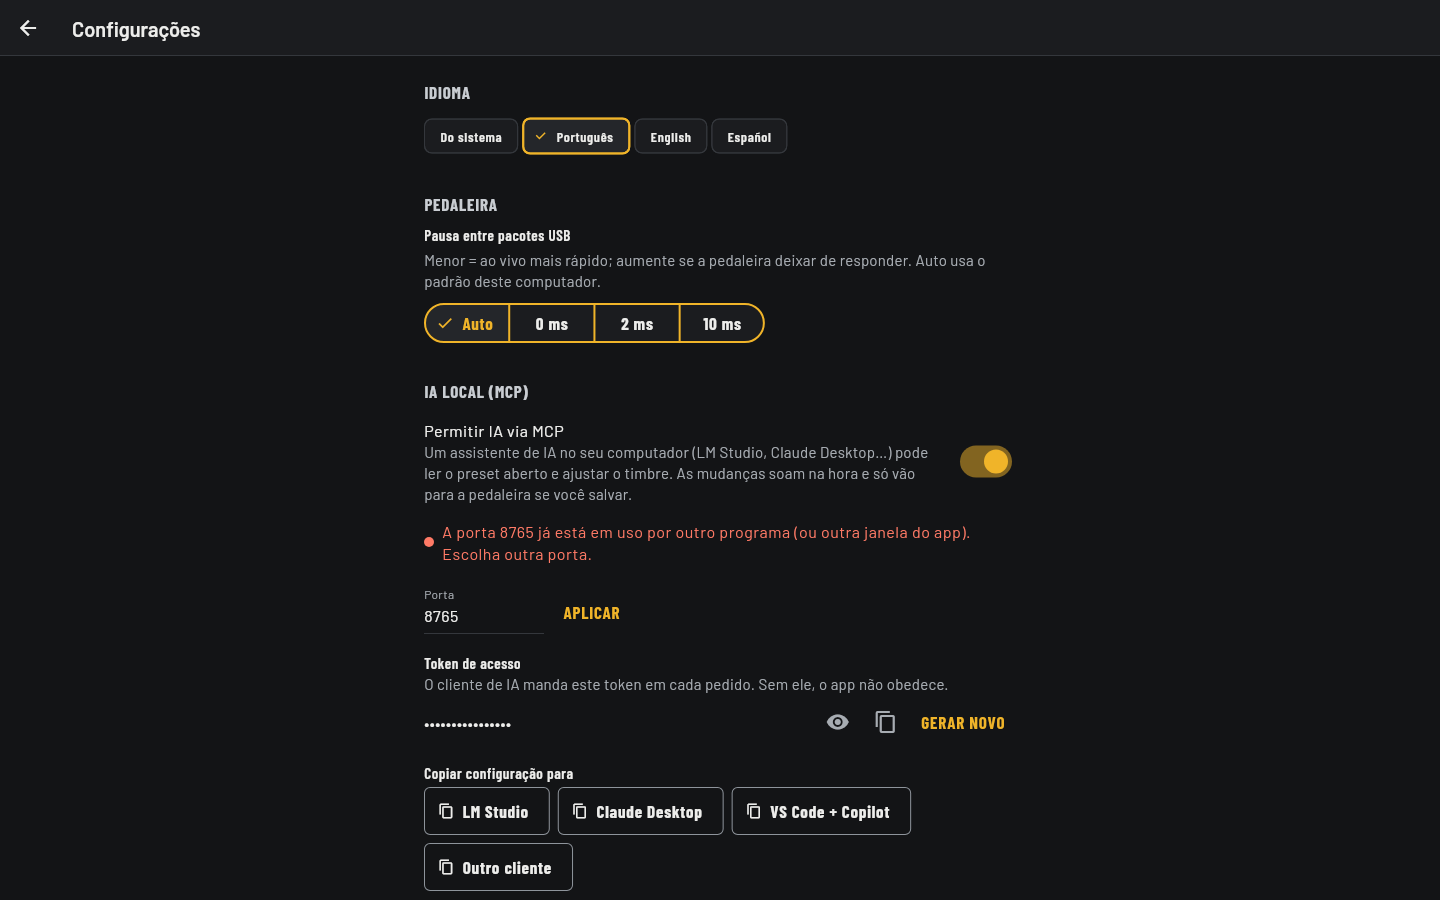 Configurações
IDIOMA
Do sistema
Português
English
Español
PEDALEIRA
Pausa entre pacotes USB
Menor = ao vivo mais rápido; aumente se a pedaleira deixar de responder. Auto usa o
padrão deste computador.
Auto
0 ms
2 ms
10 ms
IA LOCAL (MCP)
Permitir IA via MCP
Um assistente de IA no seu computador (LM Studio, Claude Desktop...) pode
ler o preset aberto e ajustar o timbre. As mudanças soam na hora e só vão
para a pedaleira se você salvar.
A porta 8765 já está em uso por outro programa (ou outra janela do app).
Escolha outra porta.
Porta
8765
APLICAR
Token de acesso
O cliente de IA manda este token em cada pedido. Sem ele, o app não obedece.
••••••••••••••••
GERAR NOVO
Copiar configuração para
LM Studio
Claude Desktop
VS Code + Copilot
Outro cliente